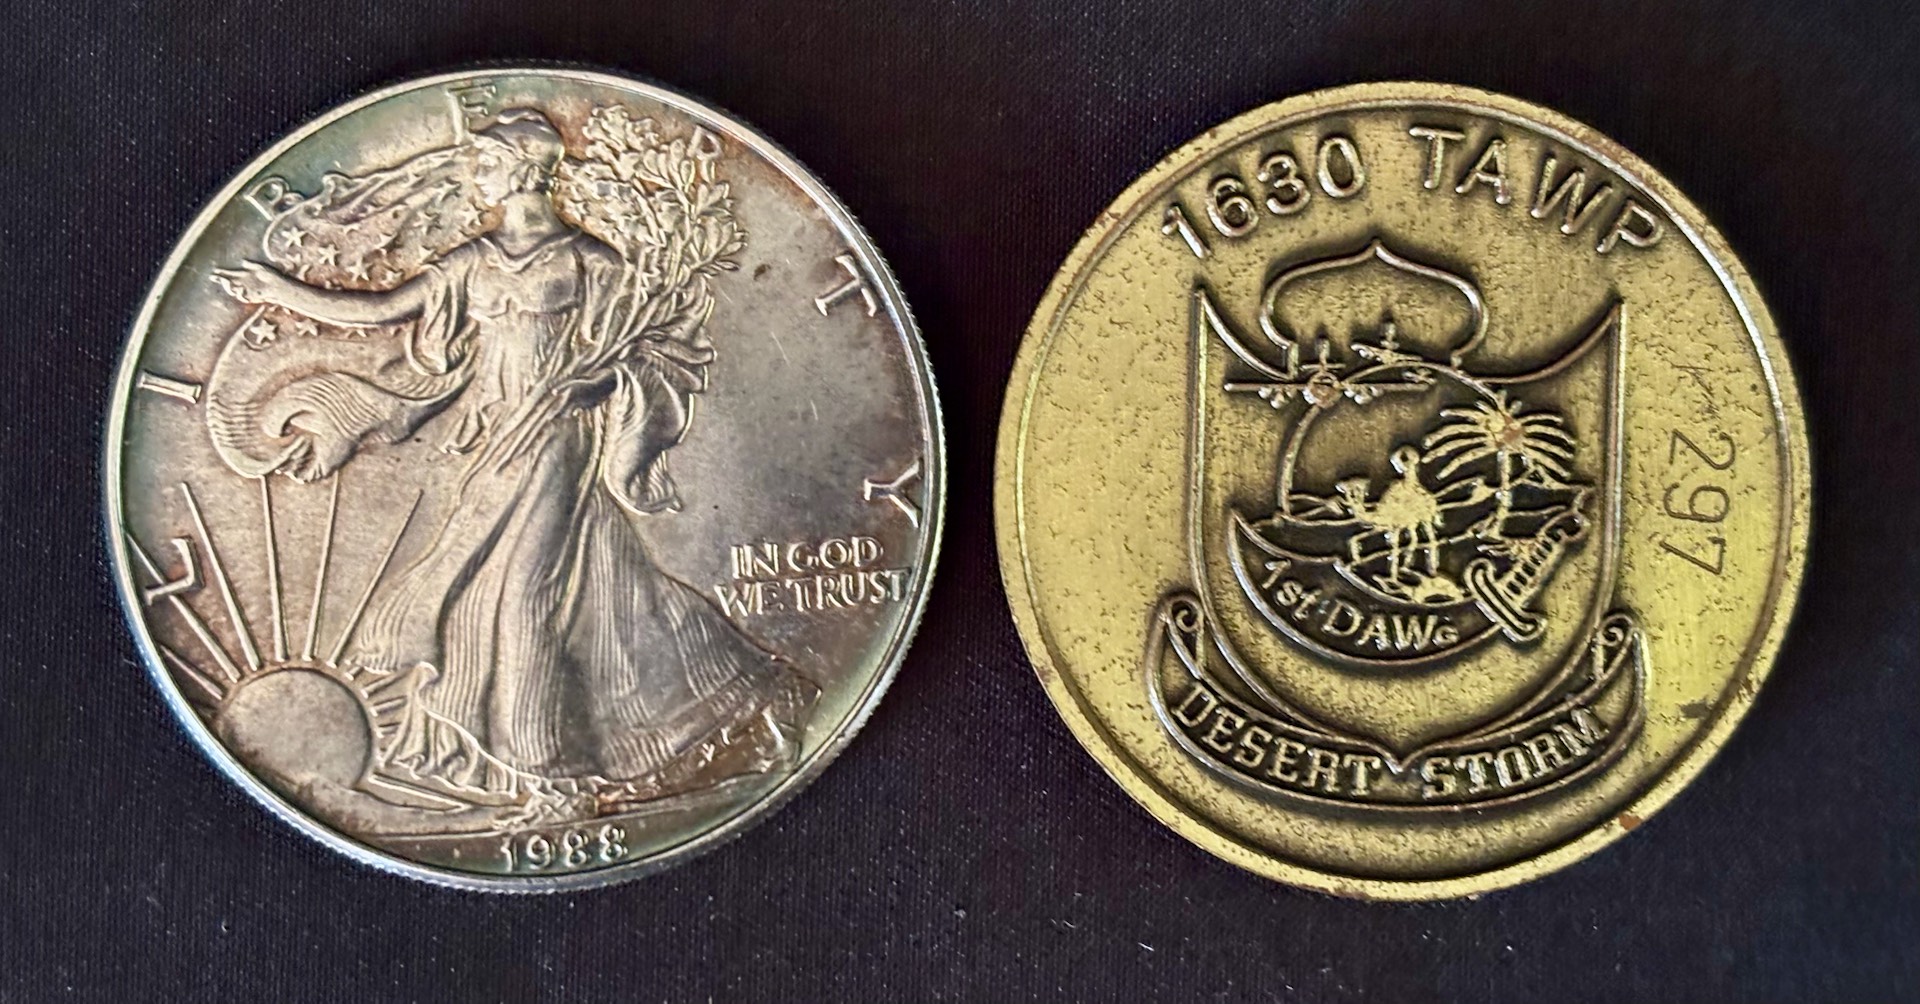 LIBERTY
IN GOD
WE TRUST
1988
1630 TAWP
297
1st DAWG
DESERT STORM